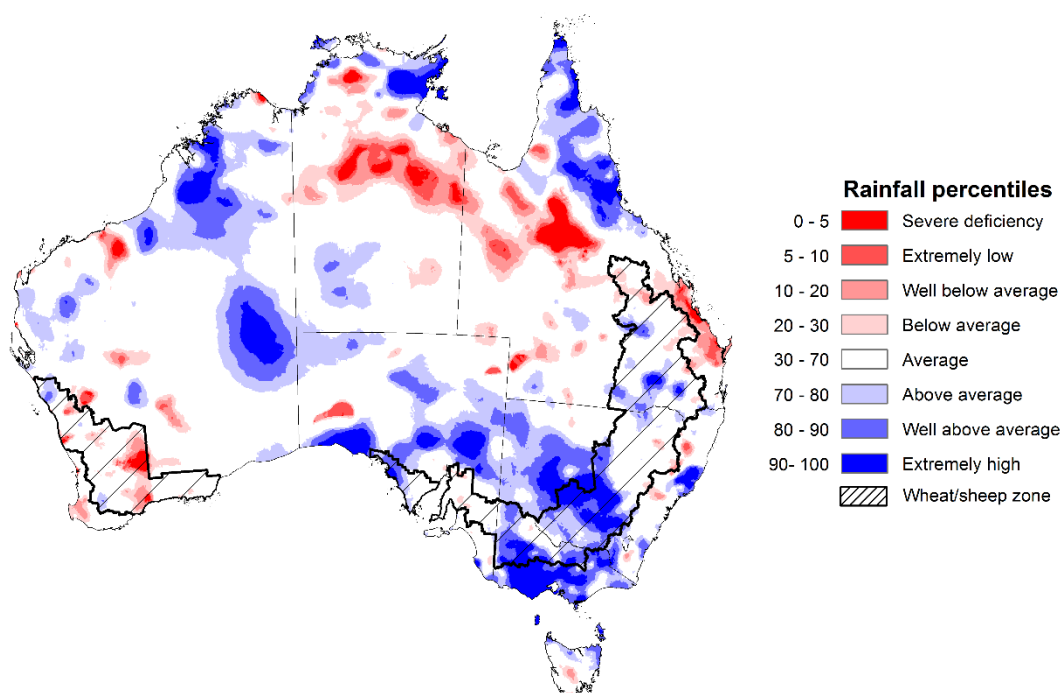 Rainfall percentiles
0 - 5 Severe deficiency
5 - 10 Extremely low
10 - 20 Well below average
20 - 30 Below average
30 - 70 Average
70 - 80 Above average
80 - 90 Well above average
90- 100 Extremely high
Wheat/sheep zone